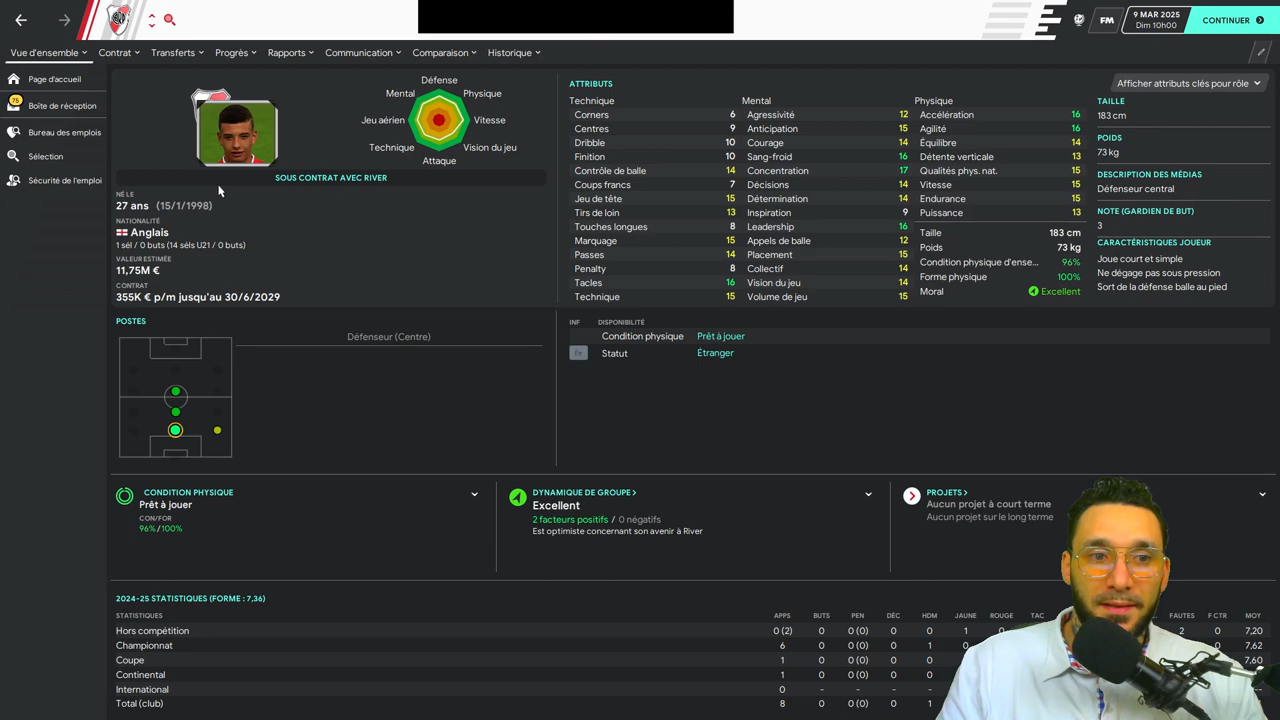 FM
9 MAR 2025
Dim 10h00
CONTINUER
Vue d'ensemble
Contrat
Transferts
Progrès
Rapports
Communication
Comparaison
Historique
Page d'accueil
75
Boîte de réception
Bureau des emplois
Sélection
Sécurité de l'emploi
Défense
Mental
Physique
Jeu aérien
Vitesse
Technique
Vision du jeu
Attaque
SOUS CONTRAT AVEC RIVER
NÉ LE
27 ans (15/1/1998)
NATIONALITÉ
Anglais
1 sél / 0 buts (14 séls U21 / 0 buts)
VALEUR ESTIMÉE
11,75M €
CONTRAT
355K € p/m jusqu'au 30/6/2029
ATTRIBUTS
Afficher attributs clés pour rôle
Technique
Corners 6
Centres 9
Dribble 10
Finition 10
Contrôle de balle 14
Coups francs 7
Jeu de tête 15
Tirs de loin 13
Touches longues 8
Marquage 15
Passes 14
Penalty 8
Tacles 16
Technique 15
Mental
Agressivité 12
Anticipation 15
Courage 14
Sang-froid 16
Concentration 17
Décisions 14
Détermination 14
Inspiration 9
Leadership 16
Appels de balle 12
Placement 15
Collectif 14
Vision du jeu 14
Volume de jeu 15
Physique
Accélération 16
Agilité 16
Équilibre 14
Détente verticale 13
Qualités phys. nat. 15
Vitesse 15
Endurance 15
Puissance 13
Taille 183 cm
Poids 73 kg
Condition physique d'ense... 96%
Forme physique 100%
Moral Excellent
TAILLE
183 cm
POIDS
73 kg
DESCRIPTION DES MÉDIAS
Défenseur central
NOTE (GARDIEN DE BUT)
3
CARACTÉRISTIQUES JOUEUR
Joue court et simple
Ne dégage pas sous pression
Sort de la défense balle au pied
POSTES
Défenseur (Centre)
INF DISPONIBILITÉ
Condition physique Prêt à jouer
Statut Étranger
CONDITION PHYSIQUE
Prêt à jouer
CON/FOR
96%/100%
DYNAMIQUE DE GROUPE >
Excellent
2 facteurs positifs / 0 négatifs
Est optimiste concernant son avenir à River
PROJETS >
Aucun projet à court terme
Aucun projet sur le long terme
2024-25 STATISTIQUES (FORME : 7,36)
STATISTIQUES APPS BUTS PEN DÉC HDM JAUNE ROUGE TAC FAUTES F CTR MOY
Hors compétition 0 (2) 0 0 (0) 0 0 1 2 0 7,20
Championnat 6 0 0 (0) 0 1 0 7.62
Coupe 1 0 0 (0) 0 0 7.60
Continental 1 0 0 (0) 0 0
International 0 - - - -
Total (club) 8 0 0 (0) 0 1